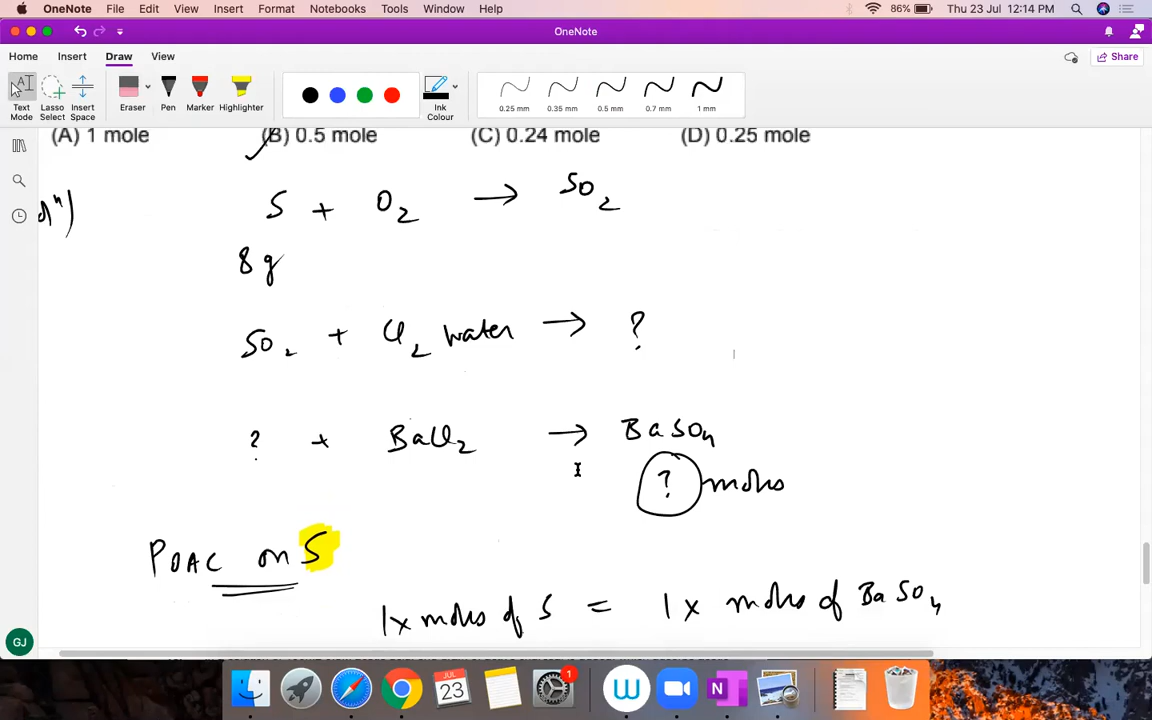 OneNote File Edit View Insert Format Notebooks Tools Window Help 86% Thu 23 Jul 12:14 PM
OneNote
Home Insert Draw View Share
Text Mode Lasso Select Insert Space Eraser Pen Marker Highlighter Ink Colour 0.25 mm 0.35 mm 0.5 mm 0.7 mm 1 mm
(A) 1 mole (B) 0.5 mole (C) 0.24 mole (D) 0.25 mole
S + O2 → SO2
8 g
SO2 + Cl2 water → ?
? + BaCl2 → BaSO4
? moles
POAC on S
1 x moles of S = 1 x moles of BaSO4
GJ
JUL
23
1